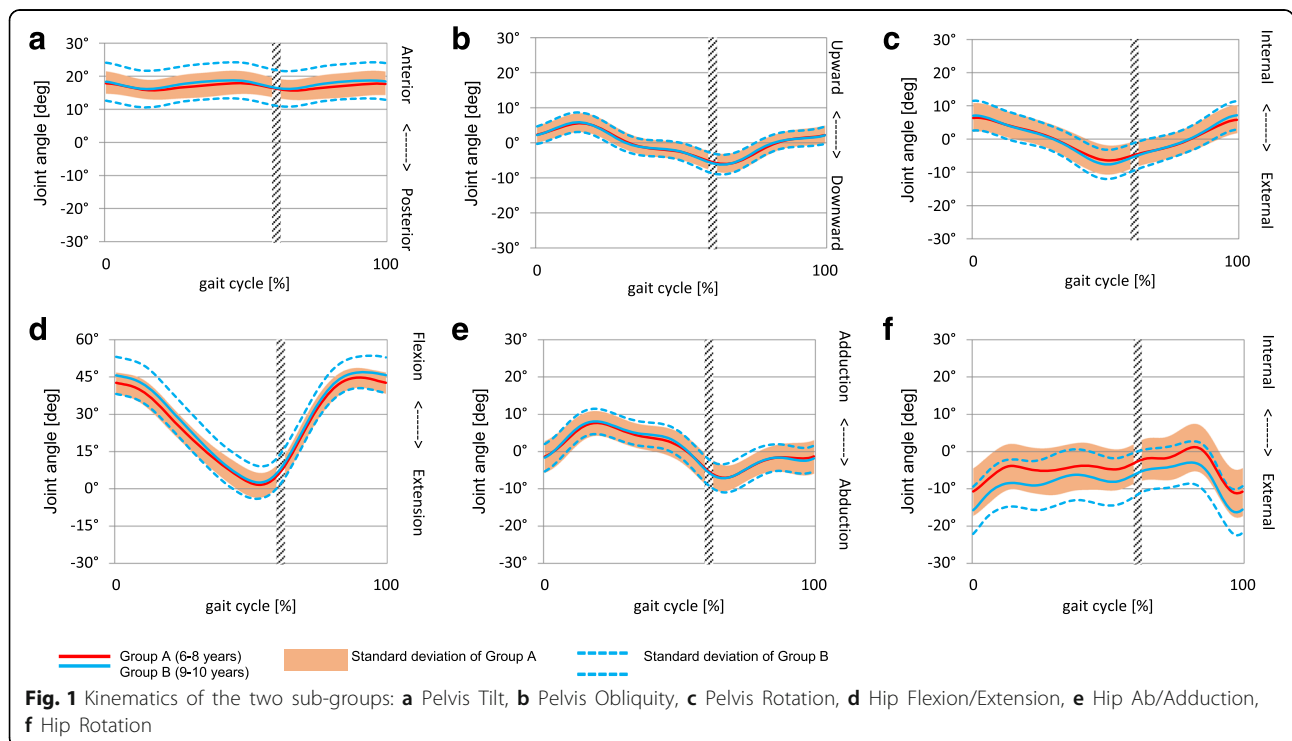 a
30°
20°
10°
0
-10°
20°
-30°
Joint angle [deg]
0
100
gait cycle [%]
Anterior <-----> Posterior
b
30°
20°
10°
0
-10°
20°
-30°
Joint angle [deg]
0
100
gait cycle [%]
Upward <-----> Downward
c
30°
20°
10°
0
-10°
20°
-30°
Joint angle [deg]
0
100
gait cycle [%]
Internal <-----> External
d
60°
45°
30°
15°
0°
-15°
-30°
Joint angle [deg]
0
100
gait cycle [%]
Flexion <-----> Extension
e
30°
20°
10°
0
-10°
-20°
-30°
Joint angle [deg]
0
100
gait cycle [%]
Adduction <-----> Abduction
f
30°
20°
10°
0
-10°
-20°
-30°
Joint angle [deg]
0
100
gait cycle [%]
Internal <-----> External
Group A (6-8 years)
Group B (9-10 years)
Standard deviation of Group A
Standard deviation of Group B
Fig. 1 Kinematics of the two sub-groups: a Pelvis Tilt, b Pelvis Obliquity, c Pelvis Rotation, d Hip Flexion/Extension, e Hip Ab/Adduction,
f Hip Rotation